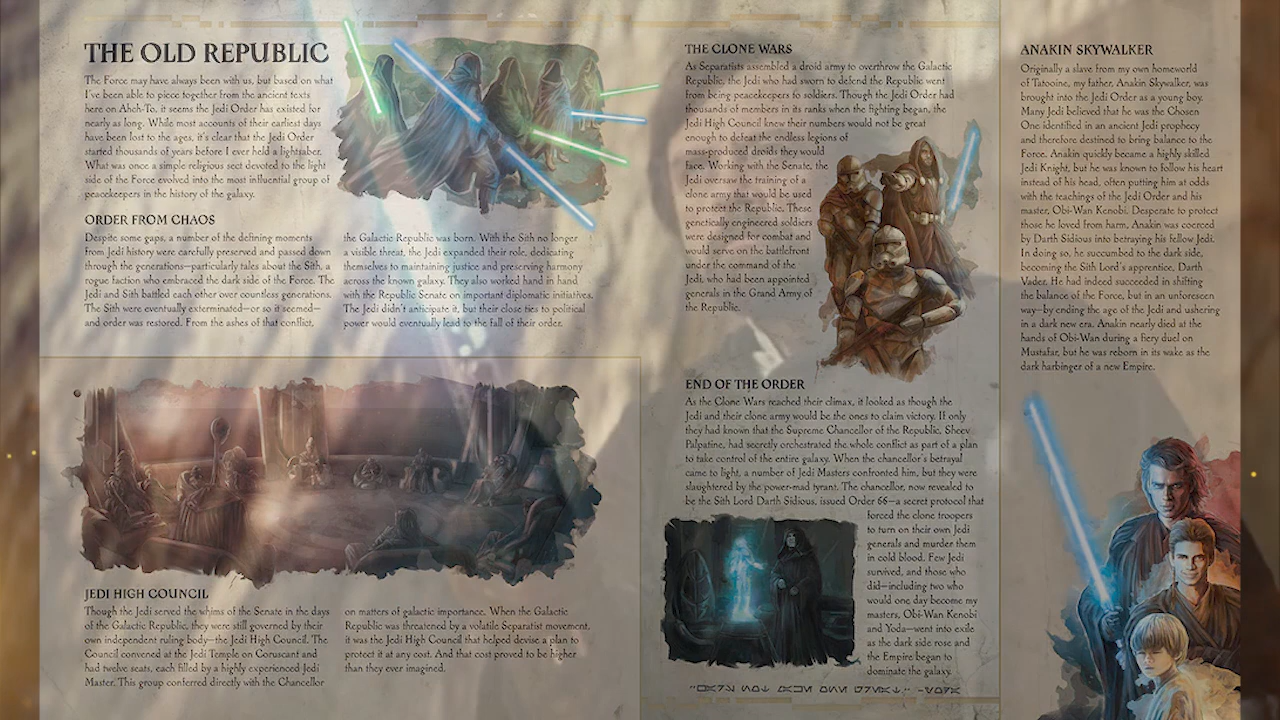 THE OLD REPUBLIC
The Force may have always been with us, but based on what
I've been able to piece together from the ancient texts
here on Ahch-To, it seems the Jedi Order has existed for
nearly as long. While most accounts of their earliest days
have been lost to the ages, it's clear that the Jedi Order
started thousands of years before I ever held a lightsaber.
What was once a simple religious sect devoted to the light
side of the Force evolved into the most influential group of
peacekeepers in the history of the galaxy.
ORDER FROM CHAOS
Despite some gaps, a number of the defining moments
from Jedi history were carefully preserved and passed down
through the generations—particularly tales about the Sith, a
rogue faction who embraced the dark side of the Force. The
Jedi and Sith battled each other over countless generations.
The Sith were eventually exterminated—or so it seemed—
and order was restored. From the ashes of that conflict,
the Galactic Republic was born. With the Sith no longer
a visible threat, the Jedi expanded their role, dedicating
themselves to maintaining justice and preserving harmony
across the known galaxy. They also worked hand in hand
with the Republic Senate on important diplomatic initiatives.
The Jedi didn't anticipate it, but their close ties to political
power would eventually lead to the fall of their order.
JEDI HIGH COUNCIL
Though the Jedi served the whims of the Senate in the days
of the Galactic Republic, they were still governed by their
own independent ruling body—the Jedi High Council. The
Council convened at the Jedi Temple on Coruscant and
had twelve seats, each filled by a highly experienced Jedi
Master. This group conferred directly with the Chancellor
on matters of galactic importance. When the Galactic
Republic was threatened by a volatile Separatist movement,
it was the Jedi High Council that helped devise a plan to
protect it at any cost. And that cost proved to be higher
than they ever imagined.
THE CLONE WARS
As Separatists assembled a droid army to overthrow the Galactic
Republic, the Jedi who had sworn to defend the Republic went
from being peacekeepers fo soldiers. Though the Jedi Order had
thousands of members in its ranks when the fighting began, the
Jedi High Council knew their numbers would not be great
enough to defeat the endless legions of
mass-produced droids they would
face. Working with the Senate, the
Jedi oversaw the training of a
clone army that would be used
to protect the Republic. These
genetically engineered soldiers
were designed for combat and
would serve on the battlefront
under the command of the
Jedi, who had been appointed
generals in the Grand Army of
the Republic.
END OF THE ORDER
As the Clone Wars reached their climax, it looked as though the
Jedi and their clone army would be the ones to claim victory. If only
they had known that the Supreme Chancellor of the Republic, Sheev
Palpatine, had secretly orchestrated the whole conflict as part of a plan
to take control of the entire galaxy. When the chancellor's betrayal
came to light, a number of Jedi Masters confronted him, but they were
slaughtered by the power-mad tyrant. The chancellor, now revealed to
be the Sith Lord Darth Sidious, issued Order 66—a secret protocol that
forced the clone troopers
to turn on their own Jedi
generals and murder them
in cold blood. Few Jedi
survived, and those who
did—including two who
would one day become my
masters, Obi-Wan Kenobi
and Yoda—went into exile
as the dark side rose and
the Empire began to
dominate the galaxy.
ANAKIN SKYWALKER
Originally a slave from my own homeworld
of Tatooine, my father, Anakin Skywalker, was
brought into the Jedi Order as a young boy.
Many Jedi believed that he was the Chosen
One identified in an ancient Jedi prophecy
and therefore destined to bring balance to the
Force. Anakin quickly became a highly skilled
Jedi Knight, but he was known to follow his heart
instead of his head, often putting him at odds
with the teachings of the Jedi Order and his
master, Obi-Wan Kenobi. Desperate to protect
those he loved from harm, Anakin was coerced
by Darth Sidious into betraying his fellow Jedi.
In doing so, he succumbed to the dark side,
becoming the Sith Lord's apprentice, Darth
Vader. He had indeed succeeded in shifting
the balance of the Force, but in an unforeseen
way—by ending the age of the Jedi and ushering
in a dark new era. Anakin nearly died at the
hands of Obi-Wan during a fiery duel on
Mustafar, but he was reborn in its wake as the
dark harbinger of a new Empire.